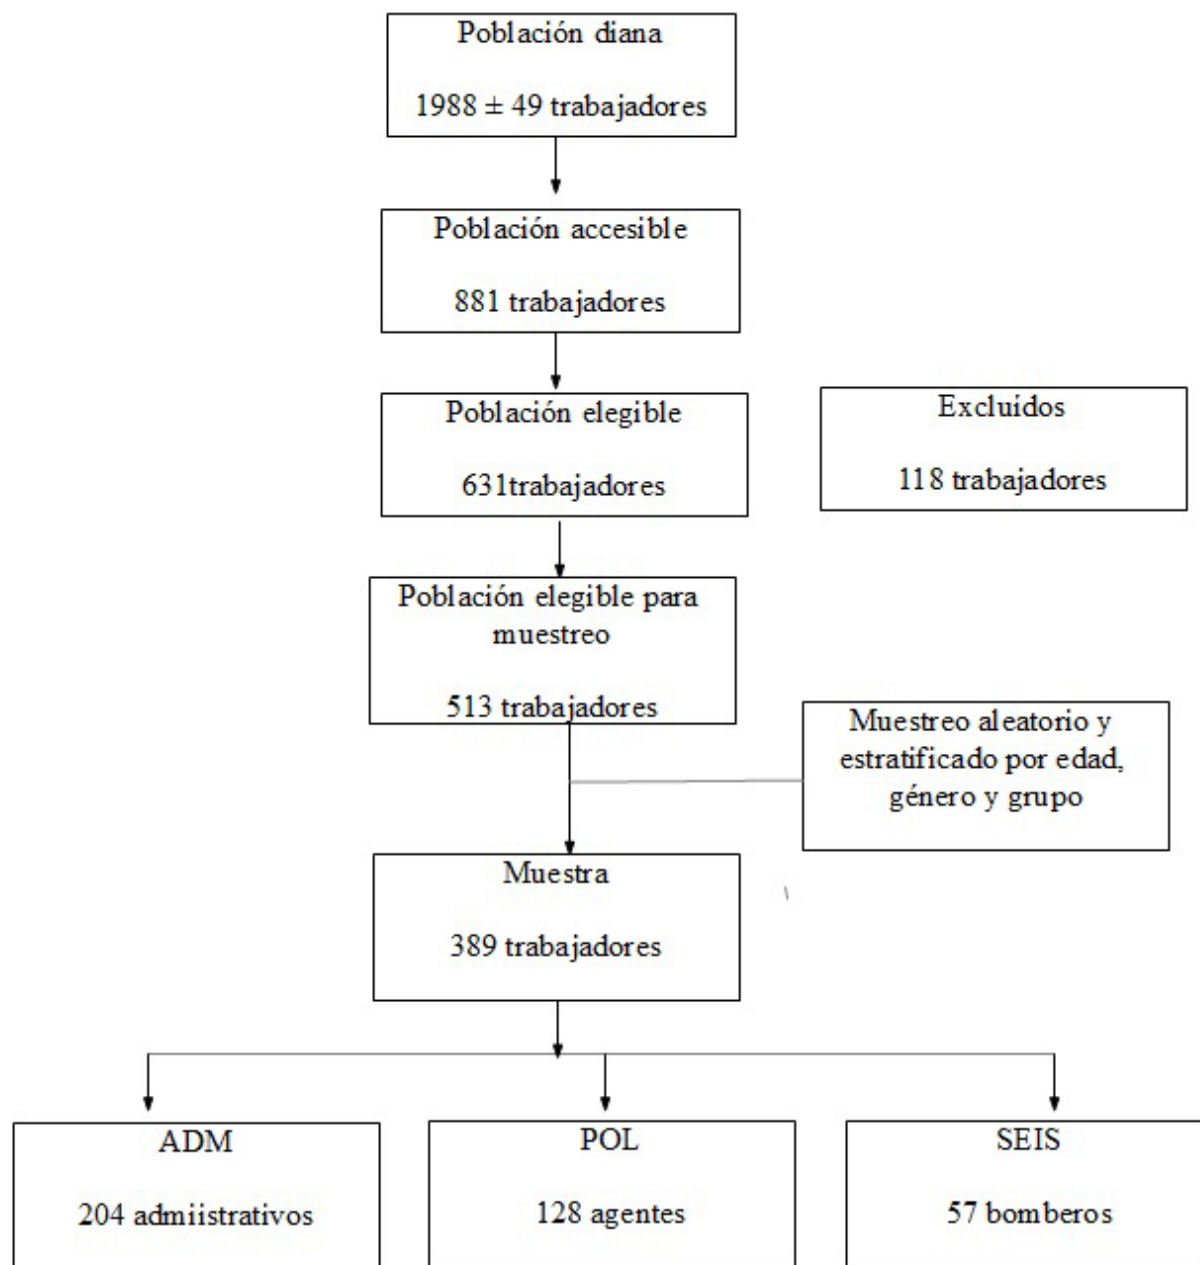 Población diana
1988 ± 49 trabajadores
Población accesible
881 trabajadores
Población elegible
631trabajadores
Excluídos
118 trabajadores
Población elegible para
muestreo
513 trabajadores
Muestreo aleatorio y
estratificado por edad,
género y grupo
Muestra
389 trabajadores
ADM
204 admiistrativos
POL
128 agentes
SEIS
57 bomberos